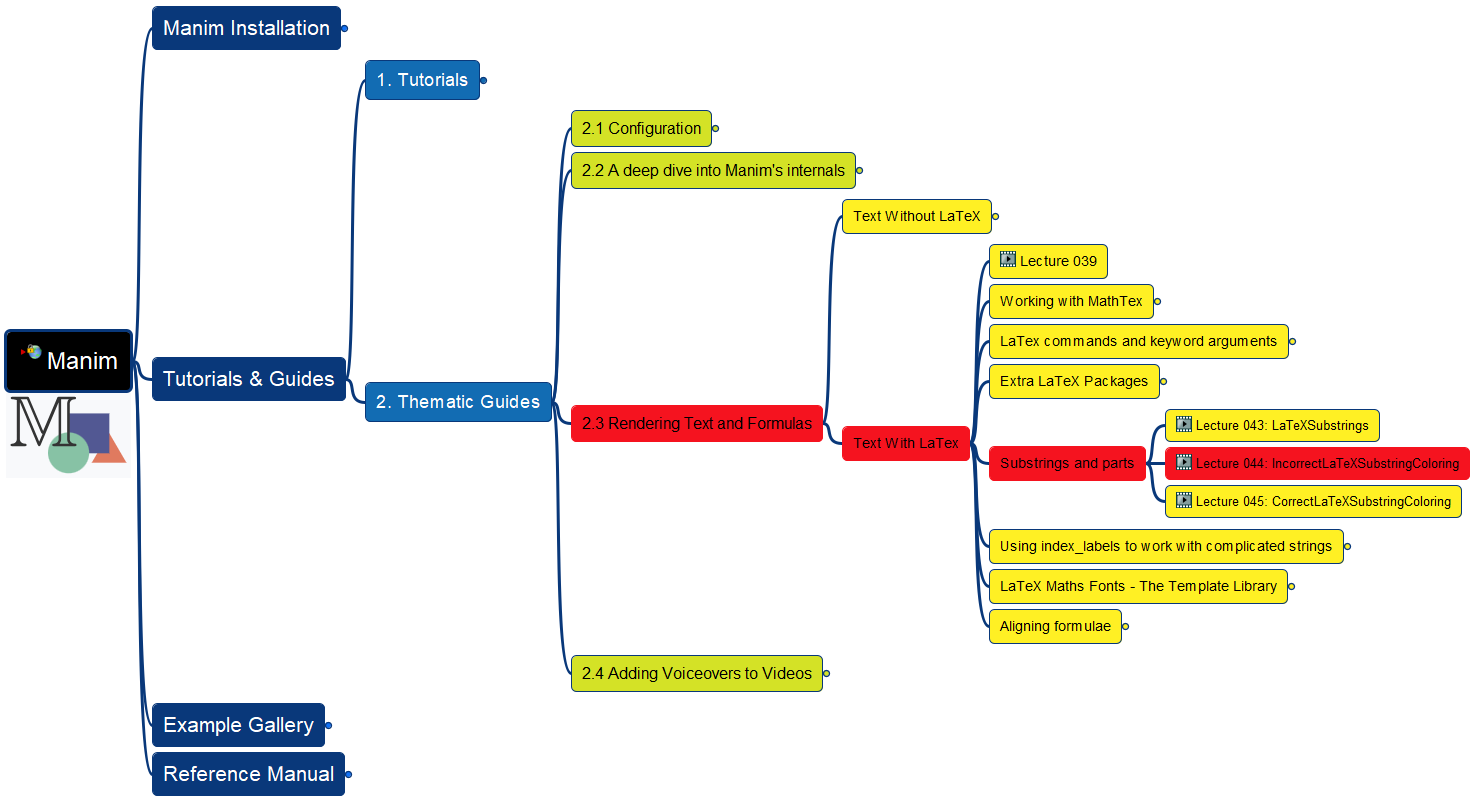 Manim Installation
1. Tutorials
2.1 Configuration
2.2 A deep dive into Manim's internals
Text Without LaTeX
Lecture 039
Working with MathTex
LaTex commands and keyword arguments
Manim
Tutorials & Guides
Extra LaTeX Packages
2. Thematic Guides
2.3 Rendering Text and Formulas
Lecture 043: LaTeXSubstrings
M
Text With LaTex
Substrings and parts
Lecture 044: IncorrectLaTeXSubstringColoring
Lecture 045: CorrectLaTeXSubstringColoring
Using index_labels to work with complicated strings
LaTeX Maths Fonts - The Template Library
Aligning formulae
2.4 Adding Voiceovers to Videos
Example Gallery
Reference Manual